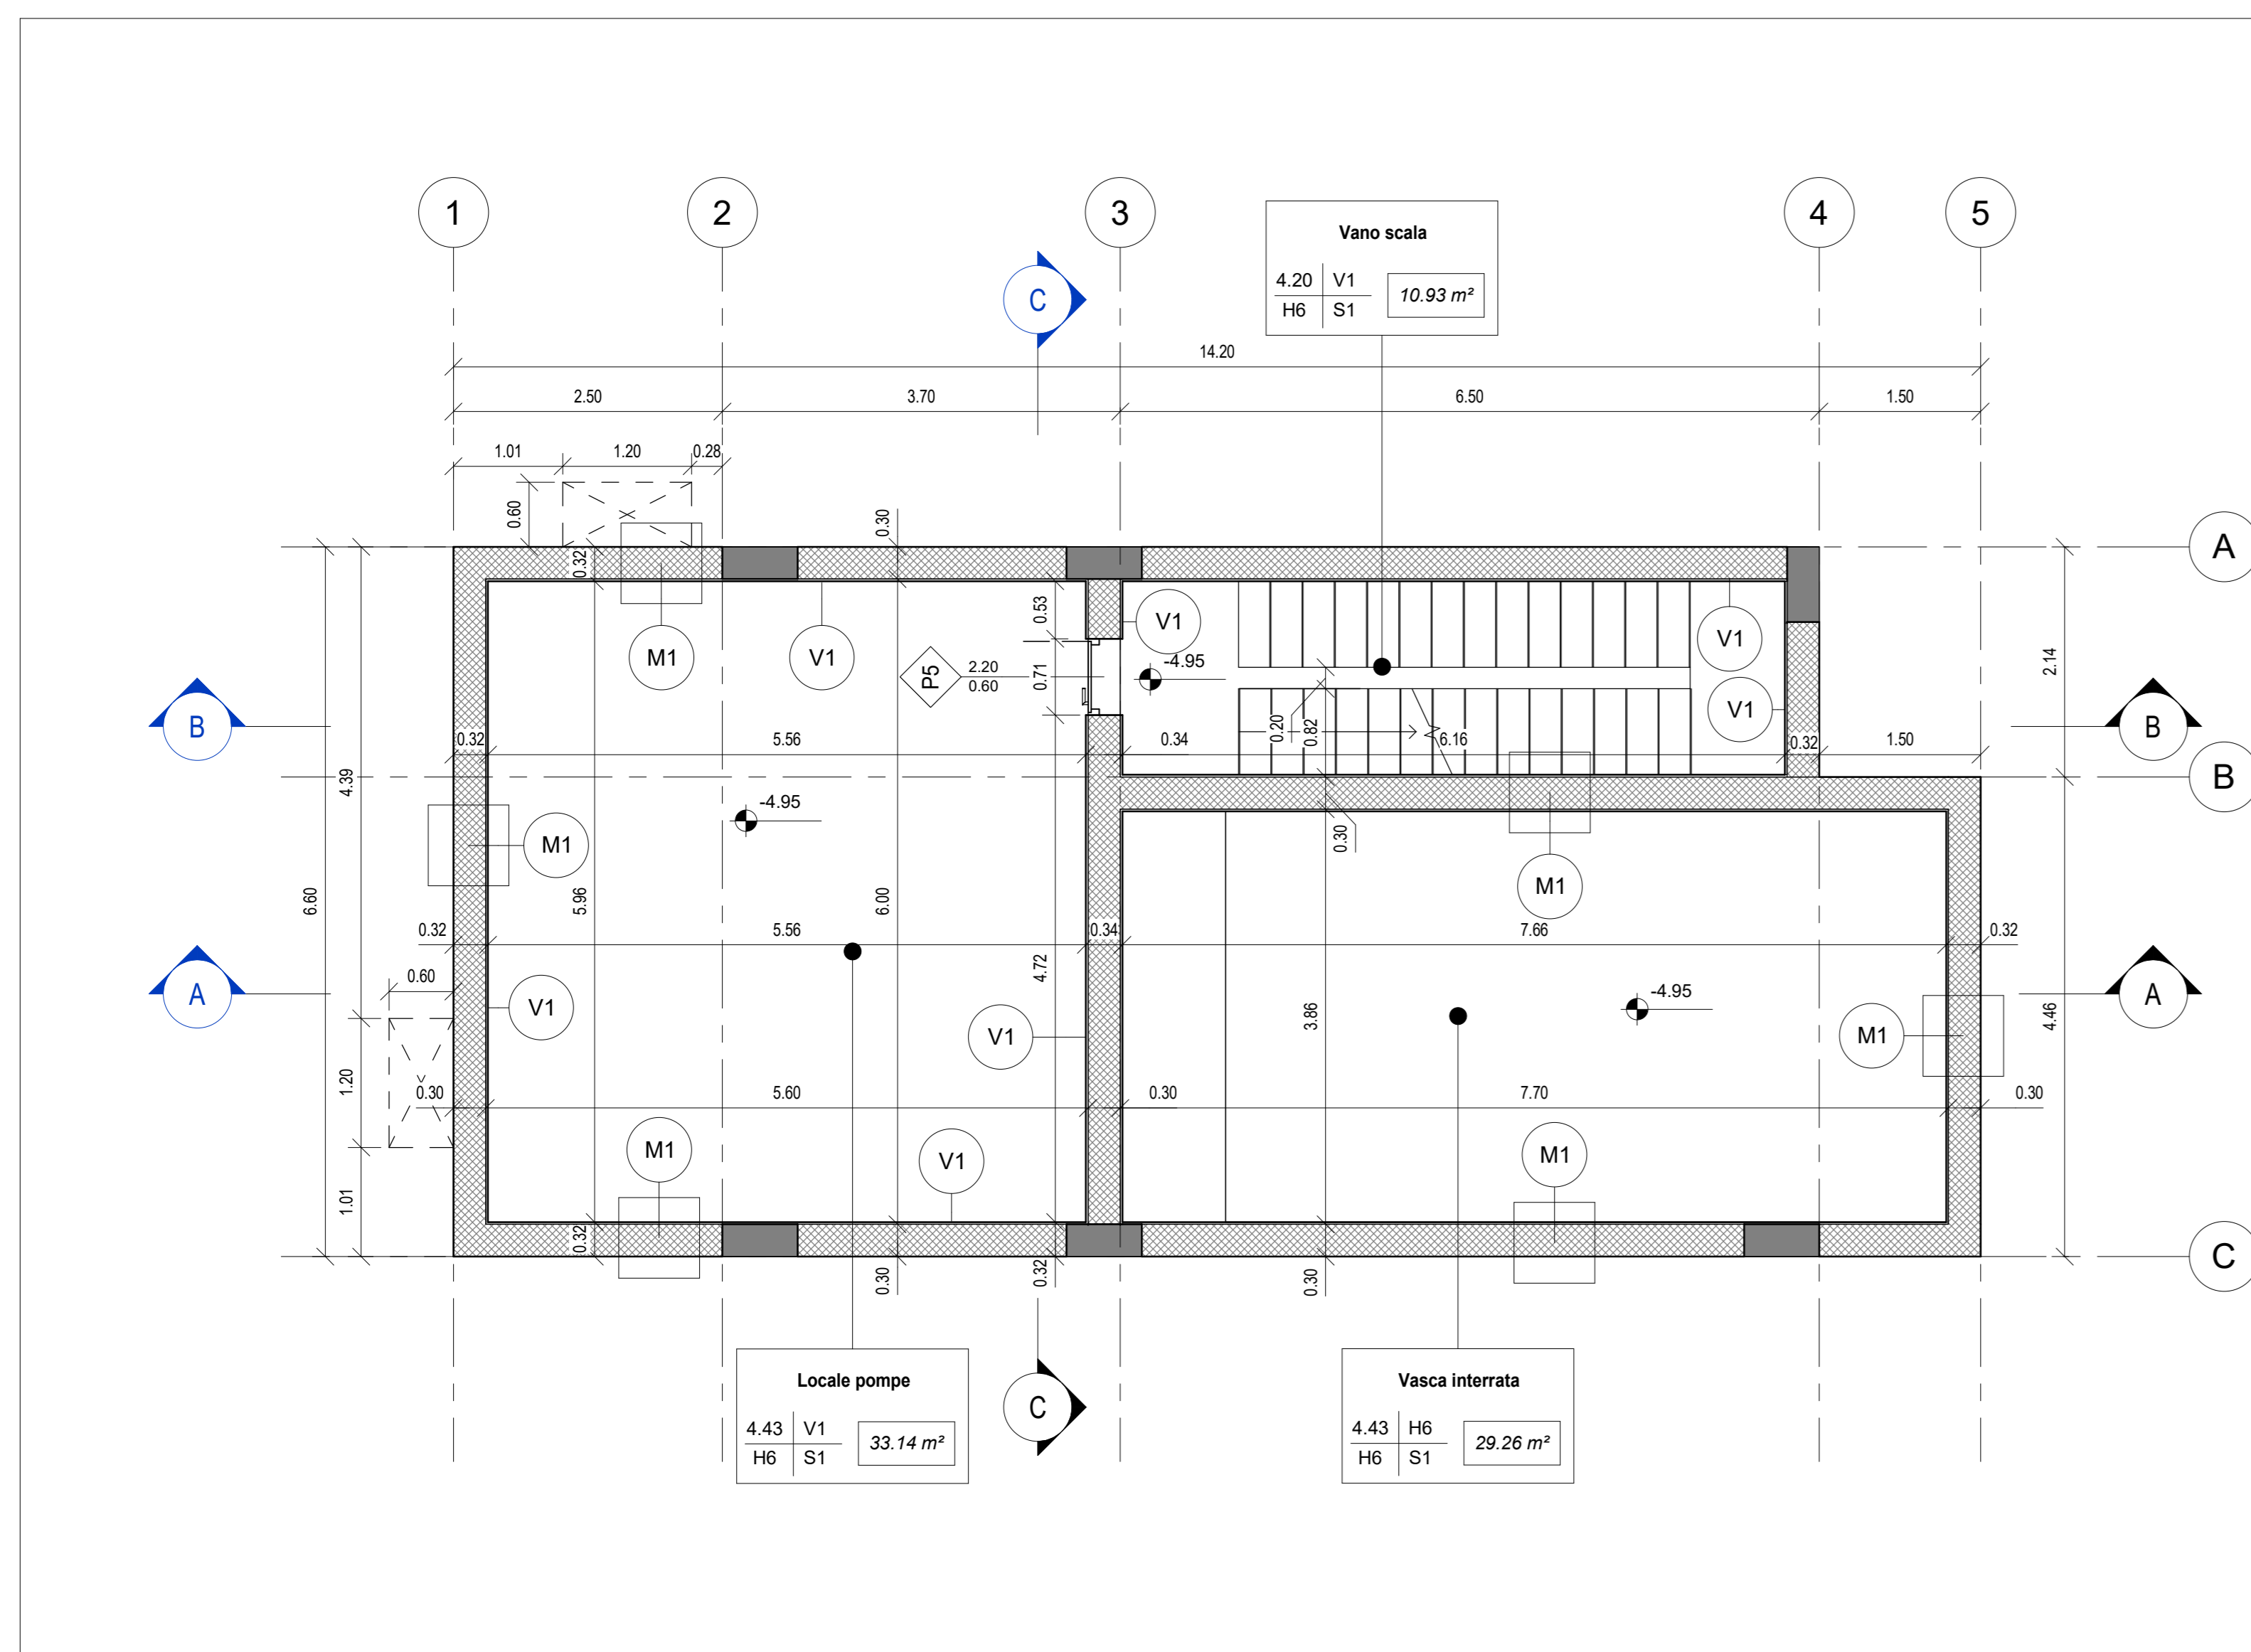 1
2
3
4
5
Vano scala
4.20 V1
10.93 m²
H6 S1
C
14.20
2.50
3.70
6.50
1.50
1.01
1.20
0.28
0.60
0.30
0.32
A
M1
V1
0.53
V1
V1
P5
2.20
0.60
0.71
-4.95
2.14
V1
B
B
0.32
5.56
0.34
0.20
0.82
6.16
0.32
1.50
4.39
B
-4.95
M1
0.30
M1
6.60
5.96
6.00
0.32
5.56
0.34
7.66
0.32
4.72
0.60
A
V1
V1
3.86
-4.95
M1
4.46
A
1.20
0.30
5.60
0.30
7.70
0.30
M1
V1
M1
1.01
0.32
0.30
0.32
0.30
C
Locale pompe
4.43 V1
33.14 m²
H6 S1
C
Vasca interrata
4.43 H6
29.26 m²
H6 S1